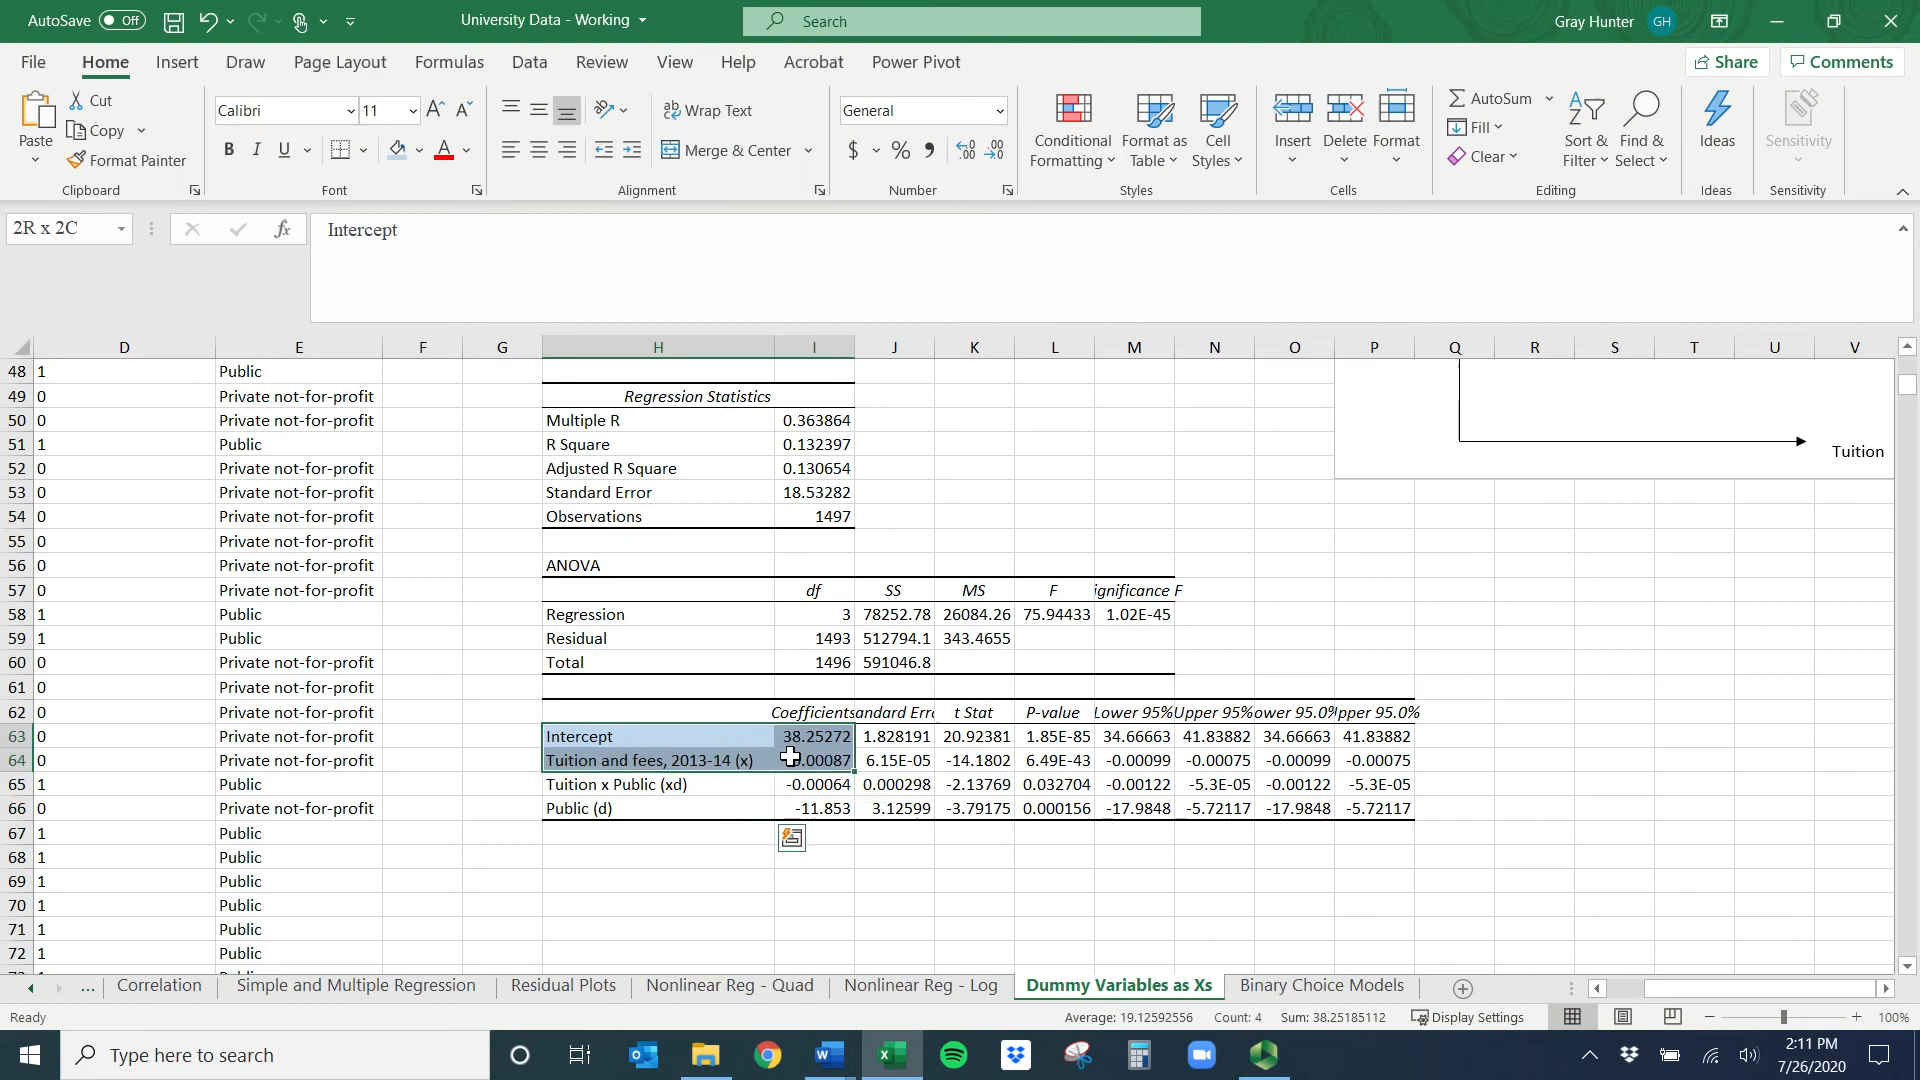 AutoSave Off University Data - Working Search Gray Hunter GH
File Home Insert Draw Page Layout Formulas Data Review View Help Acrobat Power Pivot Share Comments
Paste Cut Copy Format Painter Clipboard
Calibri 11 B I U A Font
Wrap Text Merge & Center Alignment
General $ % Number
Conditional Formatting Format as Table Cell Styles Styles
Insert Delete Format Cells
AutoSum Fill Clear Sort & Filter Find & Select Editing
Ideas Ideas
Sensitivity Sensitivity
2R x 2C fx Intercept
D E F G H I J K L M N O P Q R S T U V
48 1 Public
49 0 Private not-for-profit Regression Statistics
50 0 Private not-for-profit Multiple R 0.363864
51 1 Public R Square 0.132397 Tuition
52 0 Private not-for-profit Adjusted R Square 0.130654
53 0 Private not-for-profit Standard Error 18.53282
54 0 Private not-for-profit Observations 1497
55 0 Private not-for-profit
56 0 Private not-for-profit ANOVA
57 0 Private not-for-profit df SS MS F ignificance F
58 1 Public Regression 3 78252.78 26084.26 75.94433 1.02E-45
59 1 Public Residual 1493 512794.1 343.4655
60 0 Private not-for-profit Total 1496 591046.8
61 0 Private not-for-profit
62 0 Private not-for-profit Coefficients andard Erro t Stat P-value Lower 95% Upper 95% ower 95.0% Ipper 95.0%
63 0 Private not-for-profit Intercept 38.25272 1.828191 20.92381 1.85E-85 34.66663 41.83882 34.66663 41.83882
64 0 Private not-for-profit Tuition and fees, 2013-14 (x) .00087 6.15E-05 -14.1802 6.49E-43 -0.00099 -0.00075 -0.00099 -0.00075
65 1 Public Tuition x Public (xd) -0.00064 0.000298 -2.13769 0.032704 -0.00122 -5.3E-05 -0.00122 -5.3E-05
66 0 Private not-for-profit Public (d) -11.853 3.12599 -3.79175 0.000156 -17.9848 -5.72117 -17.9848 -5.72117
67 1 Public
68 1 Public
69 1 Public
70 1 Public
71 1 Public
72 1 Public
... Correlation Simple and Multiple Regression Residual Plots Nonlinear Reg - Quad Nonlinear Reg - Log Dummy Variables as Xs Binary Choice Models
Ready Average: 19.12592556 Count: 4 Sum: 38.25185112 Display Settings 100%
Type here to search 2:11 PM
7/26/2020